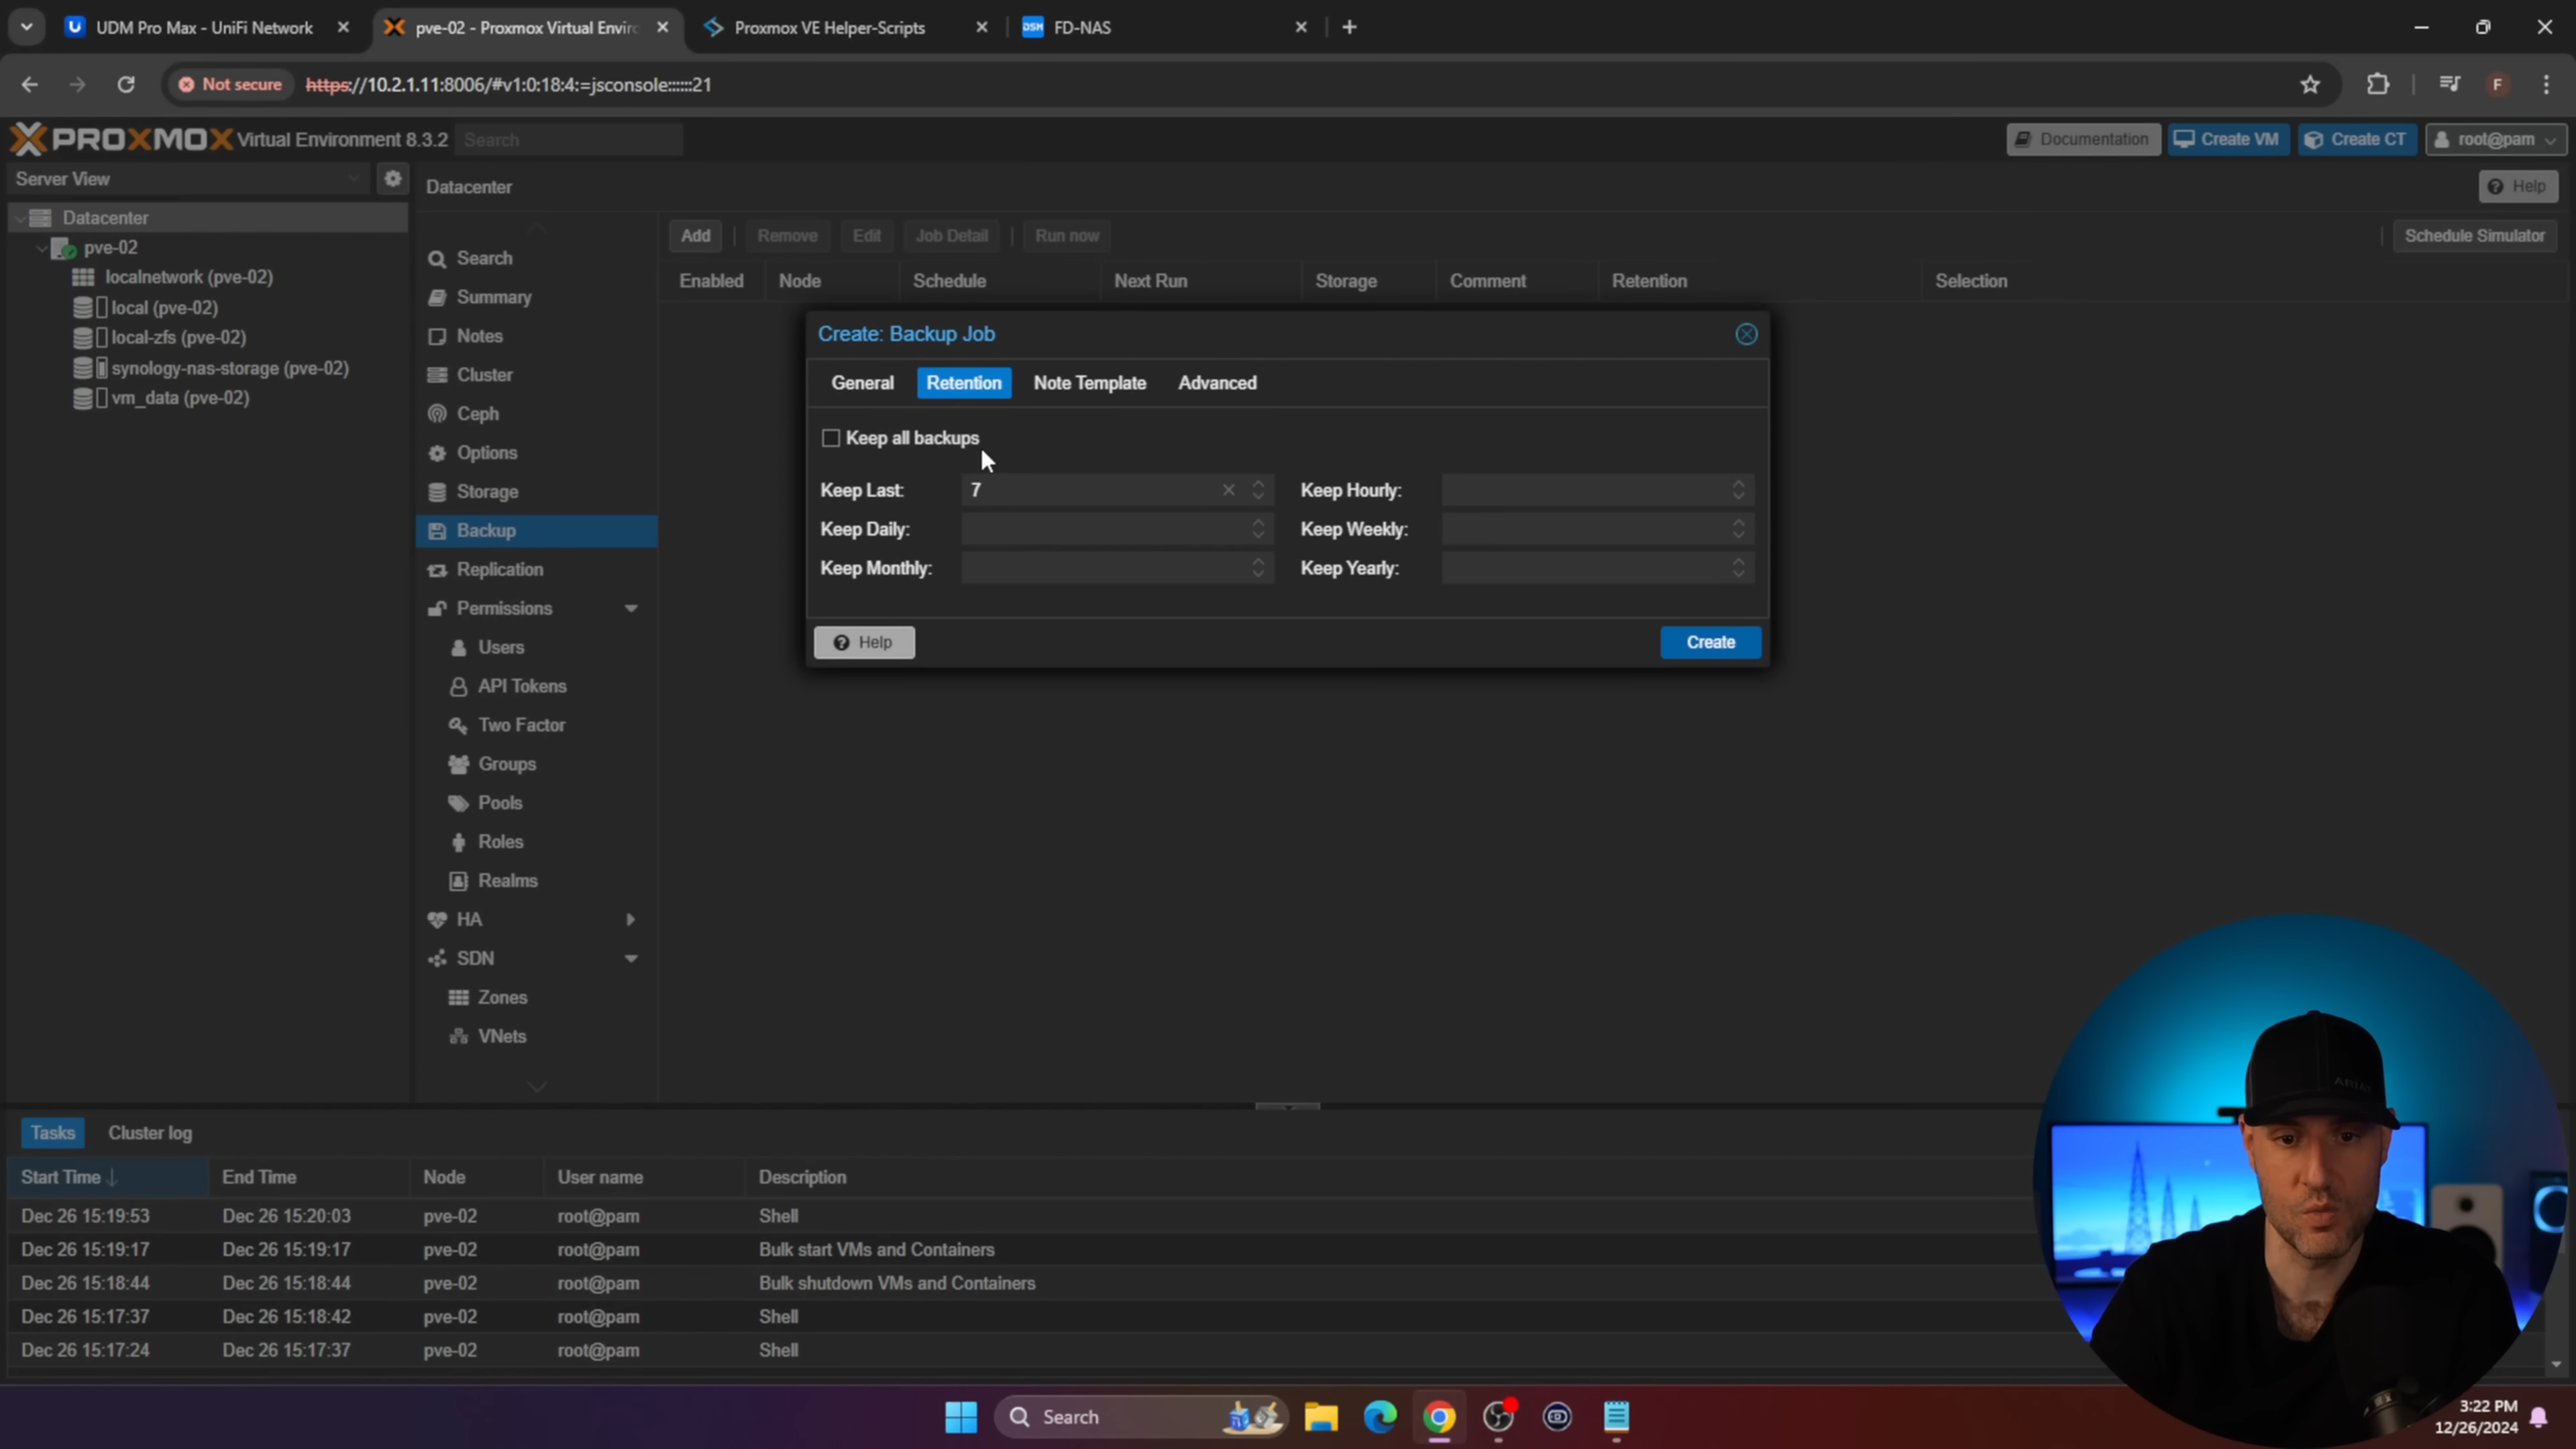 UDM Pro Max - UniFi Network
pve-02 - Proxmox Virtual Enviro
Proxmox VE Helper-Scripts
DSM FD-NAS
Not secure https://10.2.1.11:8006/#v1:0:18:4:=jsconsole::::::21
F
PROXMOX Virtual Environment 8.3.2 Search
Documentation Create VM Create CT root@pam
Server View
Datacenter
pve-02
localnetwork (pve-02)
local (pve-02)
local-zfs (pve-02)
synology-nas-storage (pve-02)
vm_data (pve-02)
Datacenter
Help
Search
Summary
Notes
Cluster
Ceph
Options
Storage
Backup
Replication
Permissions
Users
API Tokens
Two Factor
Groups
Pools
Roles
Realms
HA
SDN
Zones
VNets
Add Remove Edit Job Detail Run now Schedule Simulator
Enabled Node Schedule Next Run Storage Comment Retention Selection
Create: Backup Job
General Retention Note Template Advanced
Keep all backups
Keep Last: 7 Keep Hourly:
Keep Daily: Keep Weekly:
Keep Monthly: Keep Yearly:
Help Create
Tasks Cluster log
Start Time End Time Node User name Description
Dec 26 15:19:53 Dec 26 15:20:03 pve-02 root@pam Shell
Dec 26 15:19:17 Dec 26 15:19:17 pve-02 root@pam Bulk start VMs and Containers
Dec 26 15:18:44 Dec 26 15:18:44 pve-02 root@pam Bulk shutdown VMs and Containers
Dec 26 15:17:37 Dec 26 15:18:42 pve-02 root@pam Shell
Dec 26 15:17:24 Dec 26 15:17:37 pve-02 root@pam Shell
ARIAT
Search
3:22 PM
12/26/2024